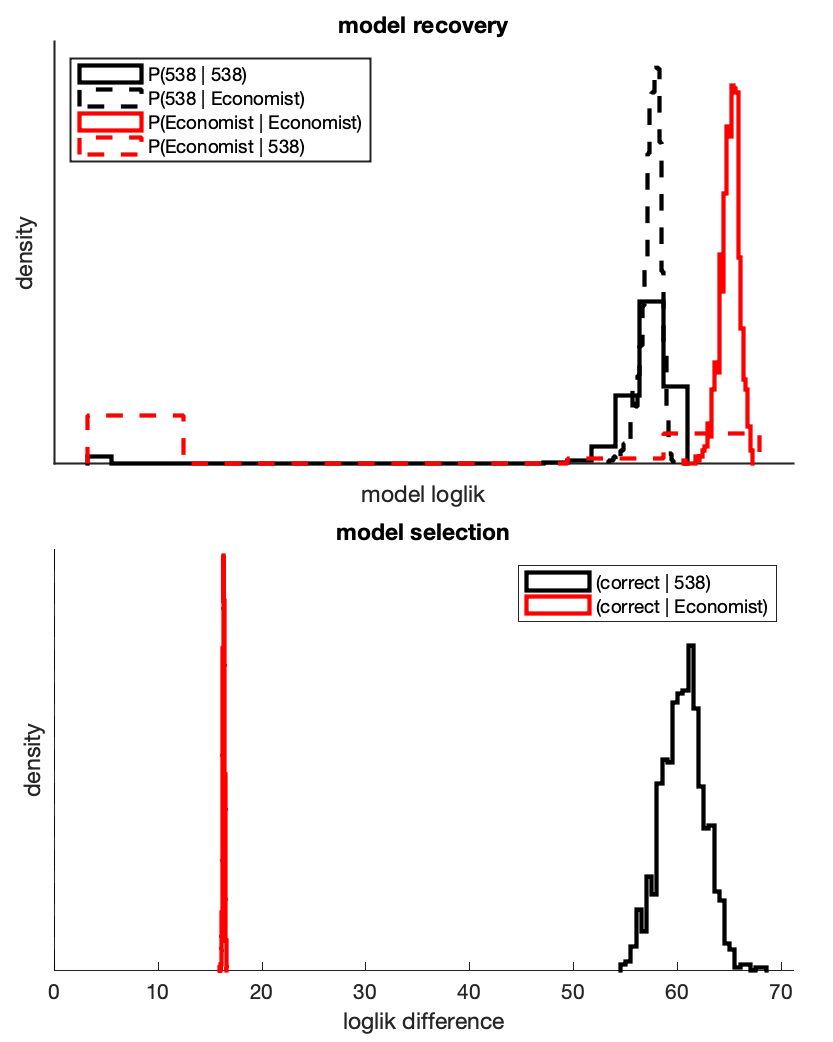 model recovery
P(538 | 538)
P(538 | Economist)
P(Economist | Economist)
P(Economist | 538)
density
model loglik
model selection
(correct | 538)
(correct | Economist)
density
0 10 20 30 40 50 60 70
loglik difference